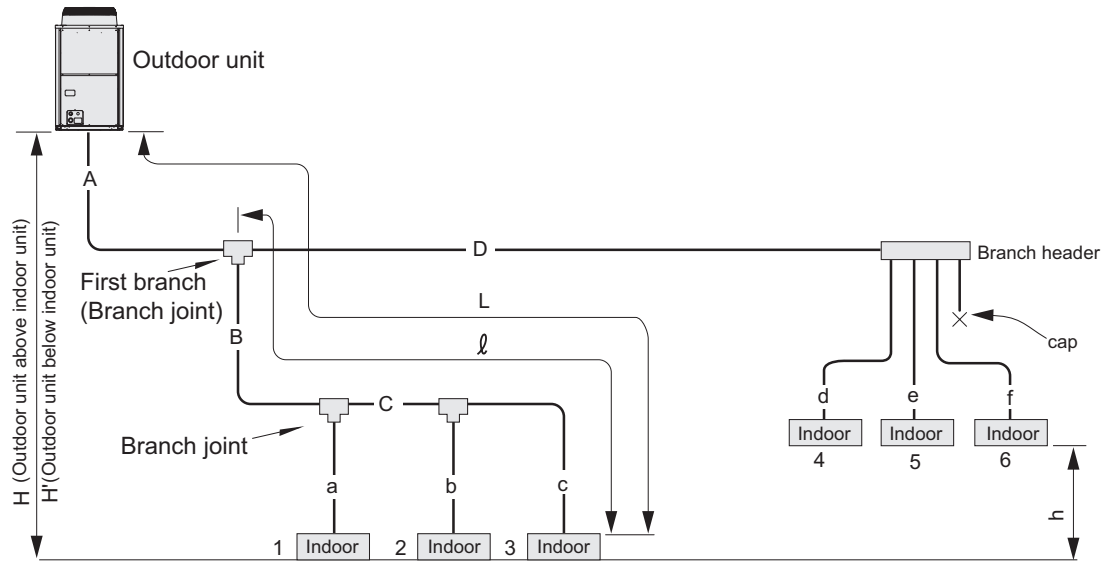 Outdoor unit
A
H (Outdoor unit above indoor unit)
H'(Outdoor unit below indoor unit)
First branch
(Branch joint)
D
Branch header
L
B
ℓ
cap
C
Branch joint
d
e
f
Indoor
Indoor
Indoor
4
5
6
a
b
c
h
1
Indoor
2
Indoor
3
Indoor